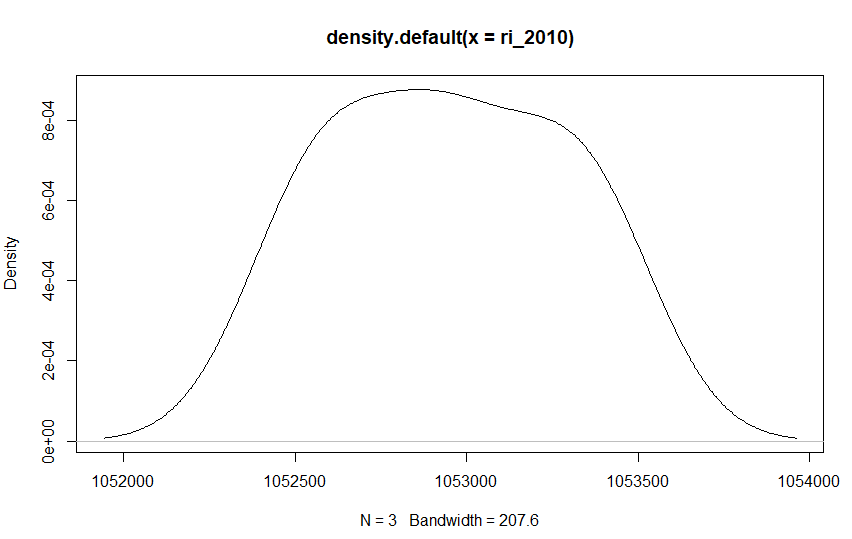 density.default(x = ri_2010)
Density
8e-04
6e-04
4e-04
2e-04
0e+00
1052000 1052500 1053000 1053500 1054000
N = 3 Bandwidth = 207.6